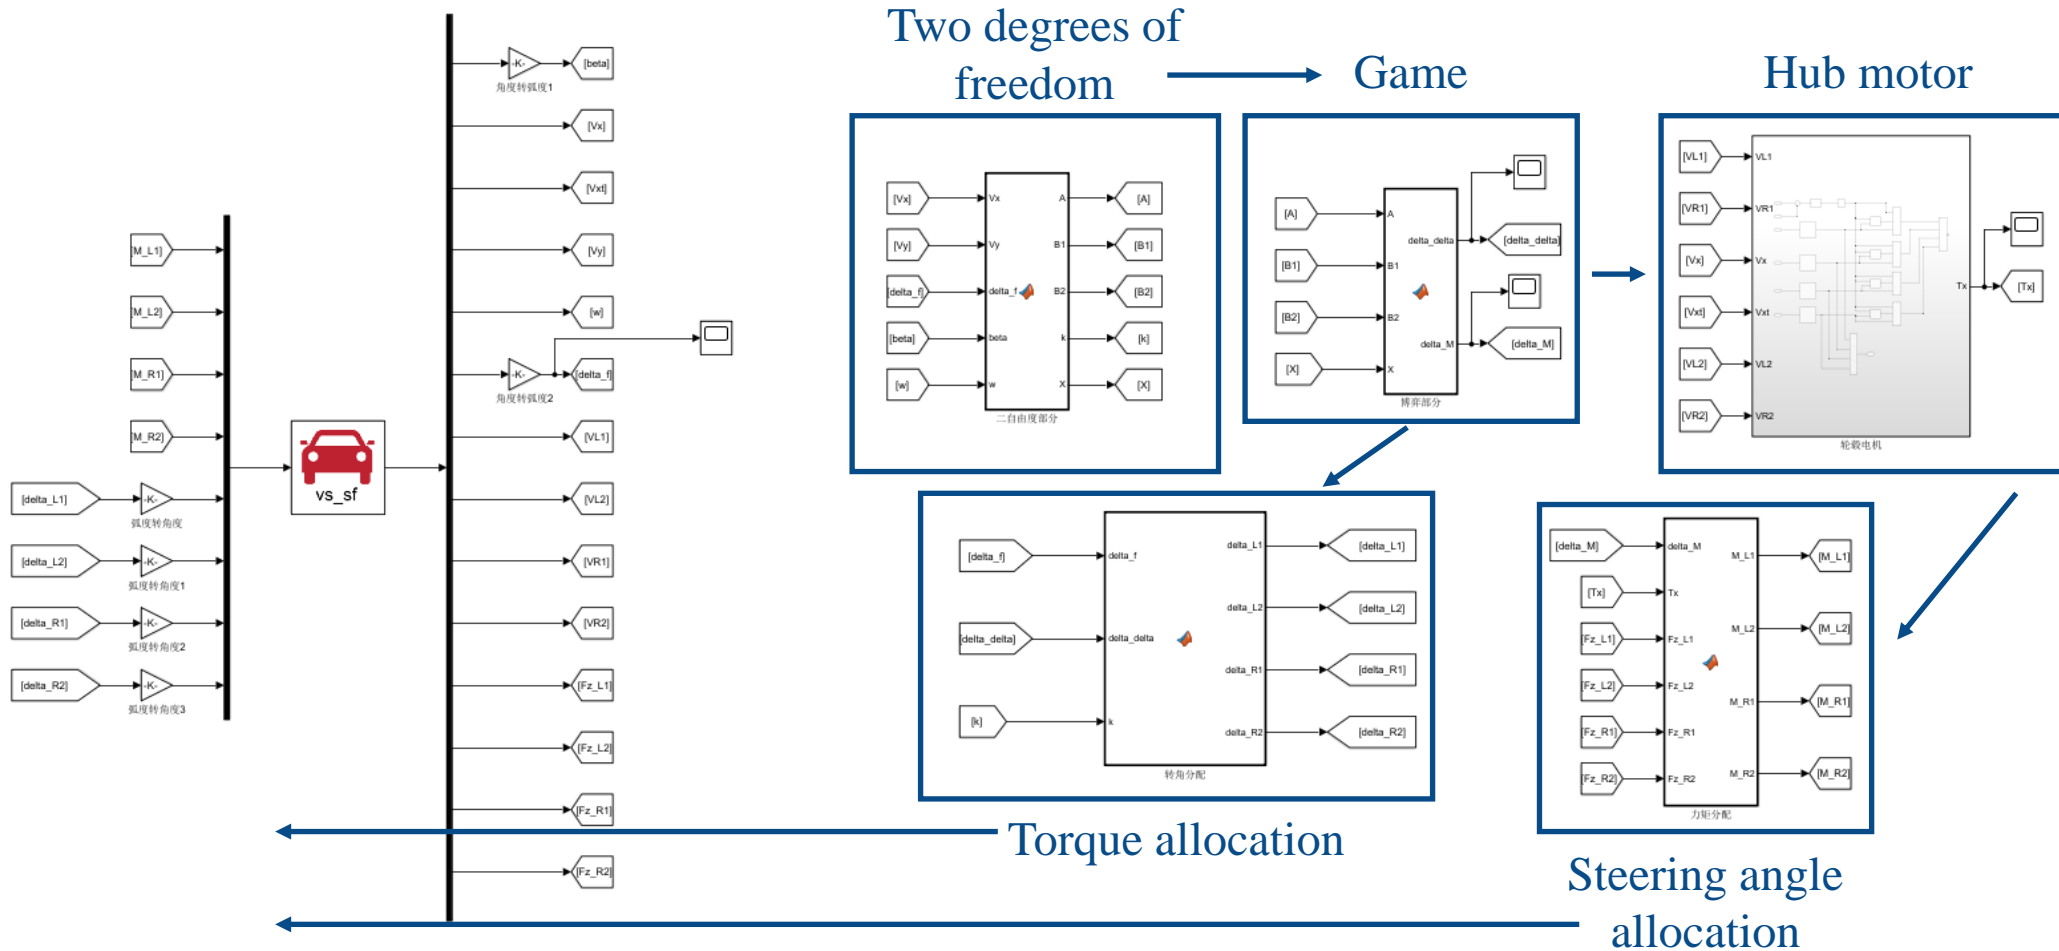 Two degrees of
freedom
Game
Hub motor
[M_L1]
[M_L2]
[M_R1]
[M_R2]
[delta_L1]
-K-
弧度转角度
[delta_L2]
-K-
弧度转角度1
[delta_R1]
-K-
弧度转角度2
[delta_R2]
-K-
弧度转角度3
vs_sf
-K-
[beta]
角度转弧度1
[Vx]
[Vxt]
[Vy]
[w]
-K-
[delta_f]
角度转弧度2
[VL1]
[VL2]
[VR1]
[VR2]
[Fz_L1]
[Fz_L2]
[Fz_R1]
[Fz_R2]
[Vx] Vx A [A]
[Vy] Vy B1 [B1]
[delta_f] delta_f B2 [B2]
[beta] beta k [k]
[w] w X [X]
二自由度部分
[A] A
delta_delta [delta_delta]
[B1] B1
[B2] B2
delta_M [delta_M]
[X] X
博弈部分
[VL1] VL1
[VR1] VR1
[Vx] Vx
Tx [Tx]
[Vxt] Vxt
[VL2] VL2
[VR2] VR2
轮毂电机
[delta_f] delta_f delta_L1 [delta_L1]
delta_L2 [delta_L2]
[delta_delta] delta_delta
delta_R1 [delta_R1]
[k] k delta_R2 [delta_R2]
转角分配
Torque allocation
[delta_M] delta_M M_L1 [M_L1]
[Tx] Tx
[Fz_L1] Fz_L1 M_L2 [M_L2]
[Fz_L2] Fz_L2
M_R1 [M_R1]
[Fz_R1] Fz_R1
[Fz_R2] Fz_R2 M_R2 [M_R2]
力矩分配
Steering angle
allocation